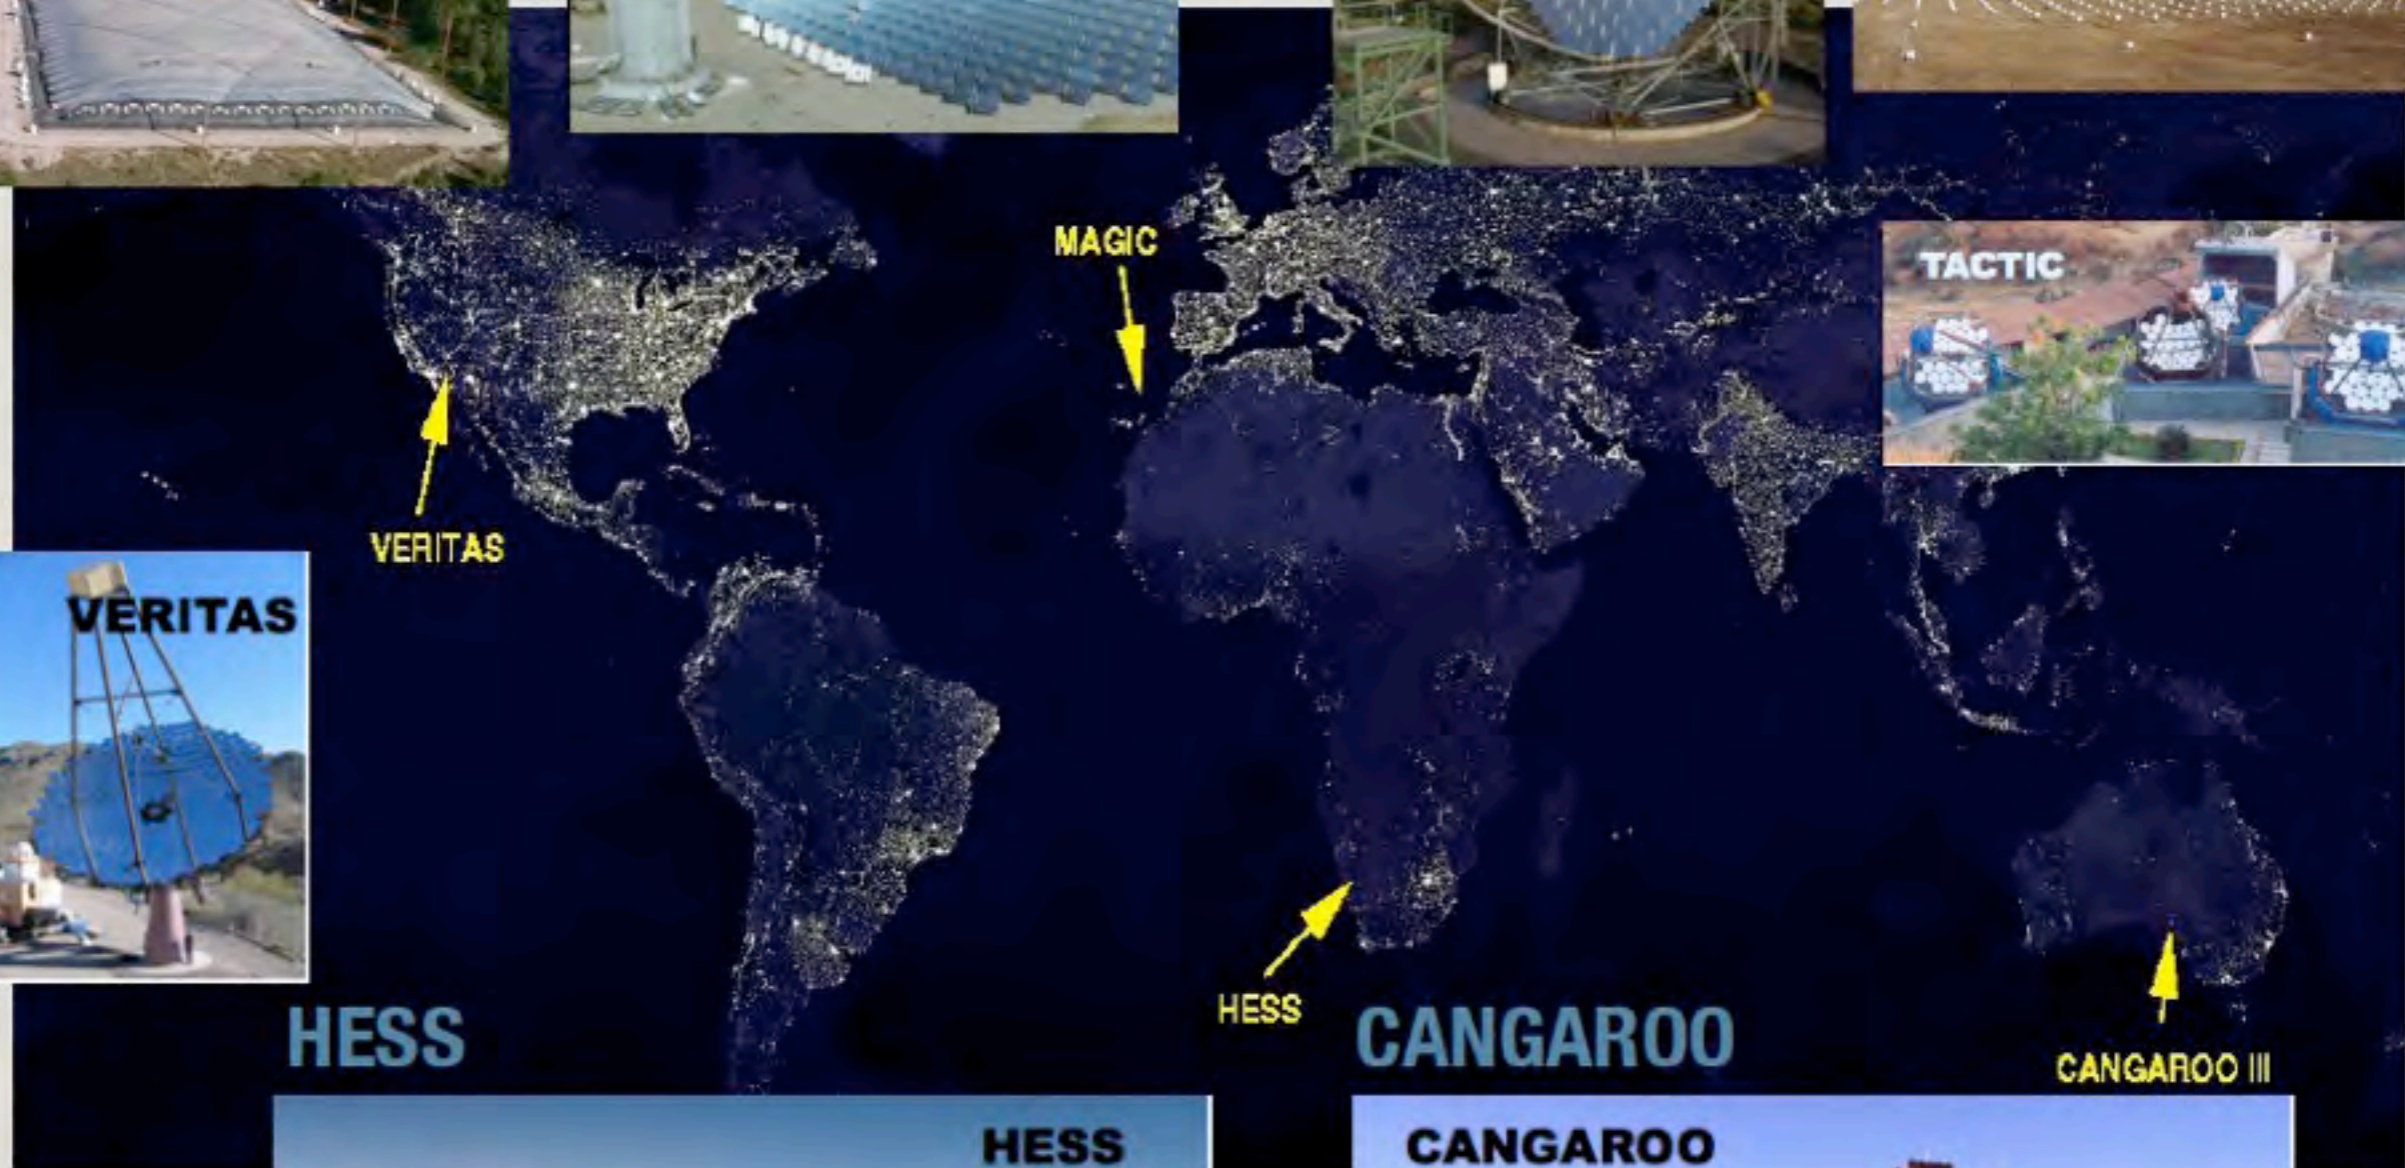 MAGIC
TACTIC
VERITAS
VERITAS
HESS
HESS
CANGAROO
CANGAROO III
HESS
CANGAROO